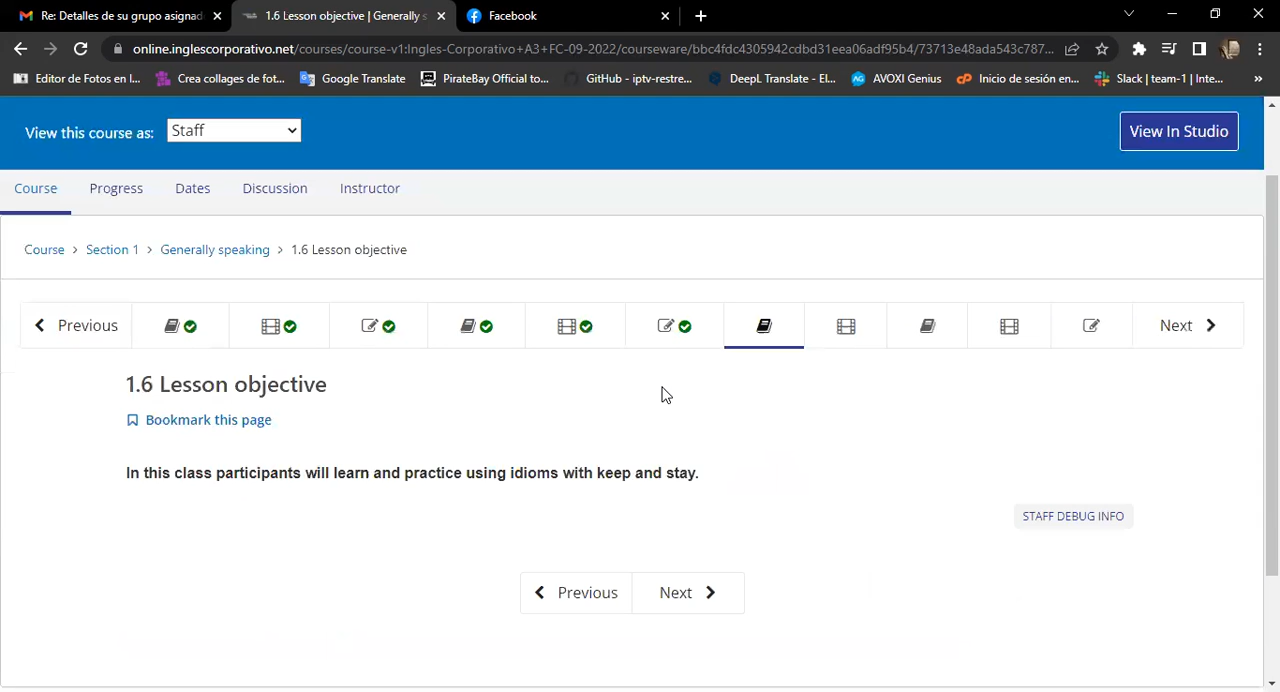 Re: Detalles de su grupo asignad
1.6 Lesson objective | Generally s
Facebook
online.inglescorporativo.net/courses/course-v1:Ingles-Corporativo+A3+FC-09-2022/courseware/bbc4fdc4305942cdbd31eea06adf95b4/73713e48ada543c787...
Editor de Fotos en l...
Crea collages de fot...
Google Translate
PirateBay Official to...
GitHub - iptv-restre...
DeepL Translate - El...
AVOXI Genius
Inicio de sesión en...
Slack | team-1 | Inte...
View this course as:
Staff
View In Studio
Course
Progress
Dates
Discussion
Instructor
Course > Section 1 > Generally speaking > 1.6 Lesson objective
Previous
Next
1.6 Lesson objective
Bookmark this page
In this class participants will learn and practice using idioms with keep and stay.
STAFF DEBUG INFO
Previous
Next